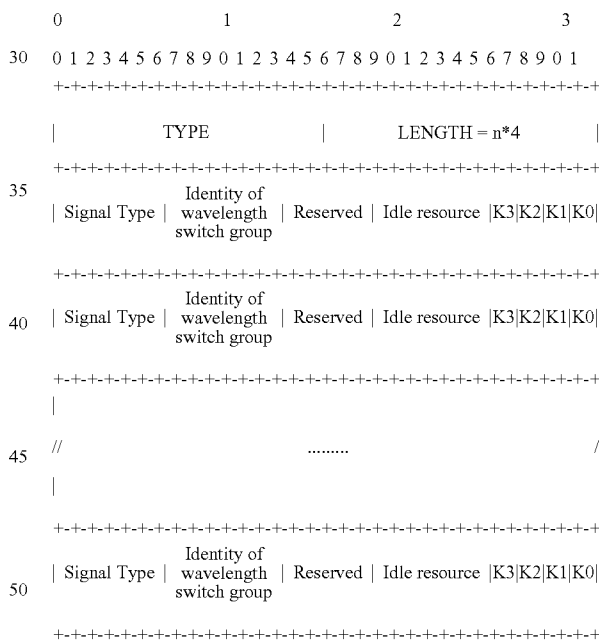 0 1 2 3
30 0 1 2 3 4 5 6 7 8 9 0 1 2 3 4 5 6 7 8 9 0 1 2 3 4 5 6 7 8 9 0 1
+-+-+-+-+-+-+-+-+-+-+-+-+-+-+-+-+-+-+-+-+-+-+-+-+-+-+-+-+-+-+-+-+
| TYPE | LENGTH = n*4 |
+-+-+-+-+-+-+-+-+-+-+-+-+-+-+-+-+-+-+-+-+-+-+-+-+-+-+-+-+-+-+-+-+
35
Identity of
| Signal Type | wavelength | Reserved | Idle resource |K3|K2|K1|K0|
switch group
+-+-+-+-+-+-+-+-+-+-+-+-+-+-+-+-+-+-+-+-+-+-+-+-+-+-+-+-+-+-+-+-+
Identity of
40 | Signal Type | wavelength | Reserved | Idle resource |K3|K2|K1|K0|
switch group
+-+-+-+-+-+-+-+-+-+-+-+-+-+-+-+-+-+-+-+-+-+-+-+-+-+-+-+-+-+-+-+-+
|
45 // ......... /
|
+-+-+-+-+-+-+-+-+-+-+-+-+-+-+-+-+-+-+-+-+-+-+-+-+-+-+-+-+-+-+-+-+
Identity of
| Signal Type | wavelength | Reserved | Idle resource |K3|K2|K1|K0|
50 switch group
+-+-+-+-+-+-+-+-+-+-+-+-+-+-+-+-+-+-+-+-+-+-+-+-+-+-+-+-+-+-+-+-+